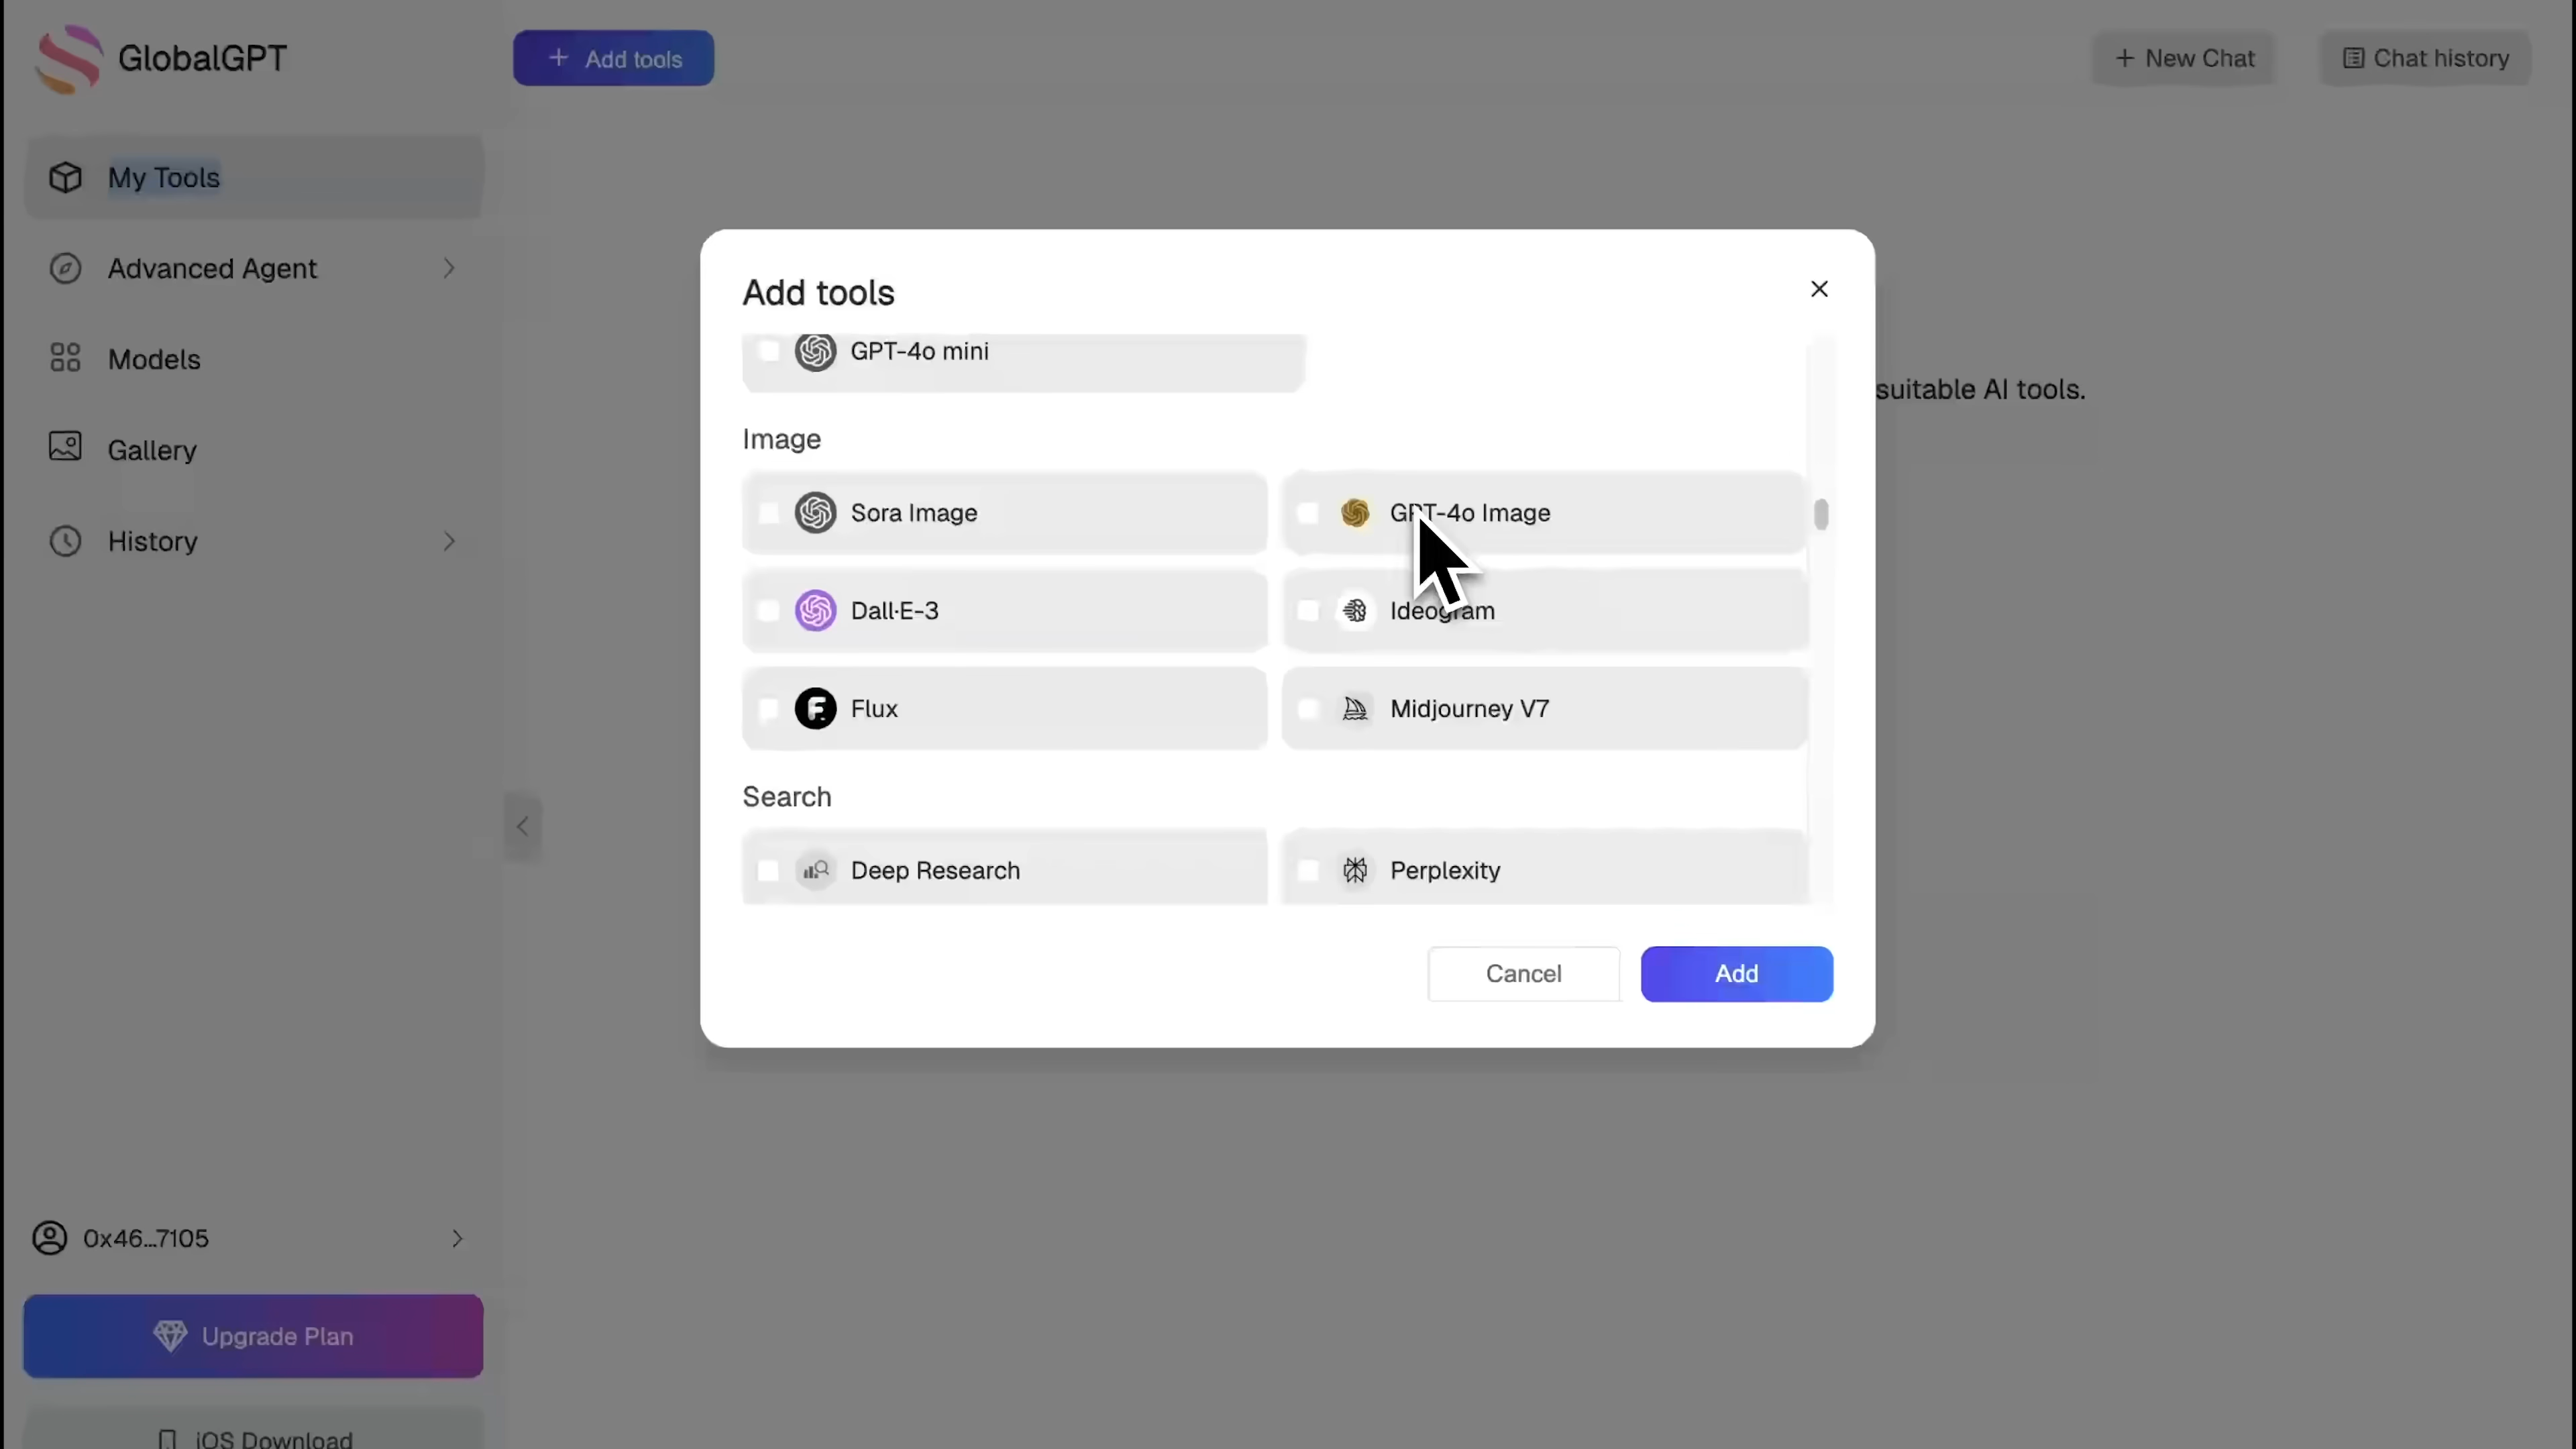 GlobalGPT
+ Add tools
+ New Chat
Chat history
My Tools
Advanced Agent
Models
Gallery
History
suitable AI tools.
Add tools
GPT-4o mini
Image
Sora Image
GPT-4o Image
Dall·E-3
Ideogram
Flux
Midjourney V7
Search
Deep Research
Perplexity
Cancel
Add
0x46...7105
Upgrade Plan
iOS Download